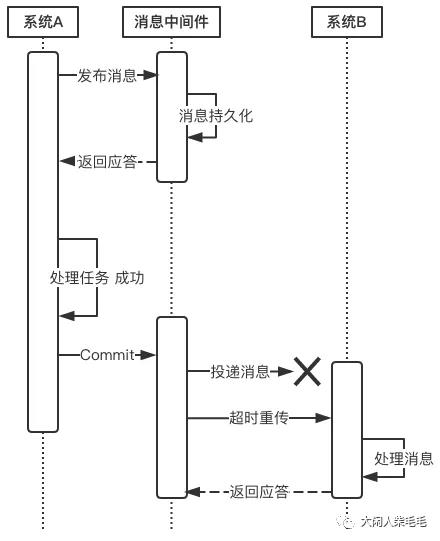 系统A
消息中间件
系统B
发布消息
消息持久化
返回应答
处理任务 成功
Commit
投递消息
超时重传
处理消息
返回应答
大闲人柴毛毛